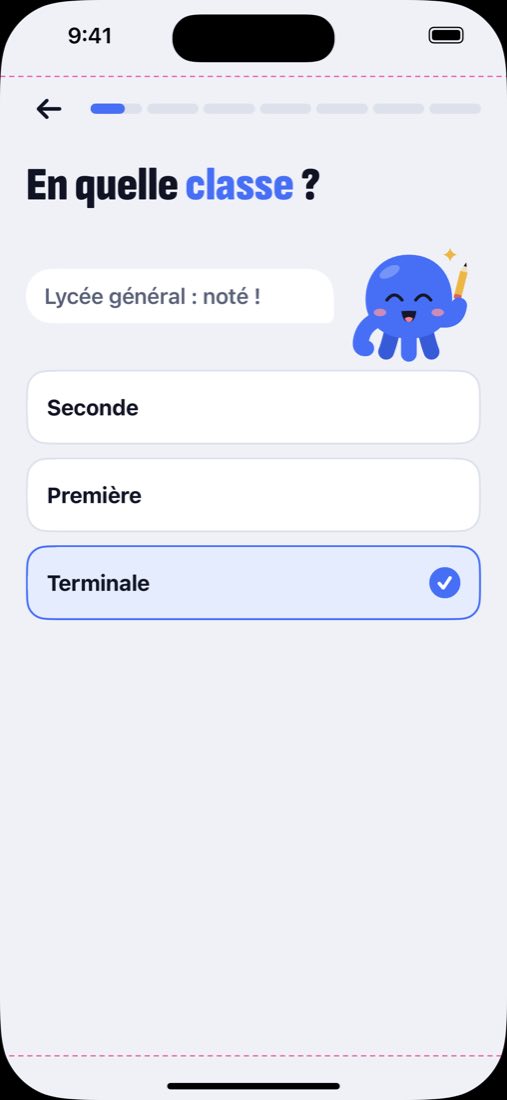 9:41
En quelle classe ?
Lycée général : noté !
Seconde
Première
Terminale